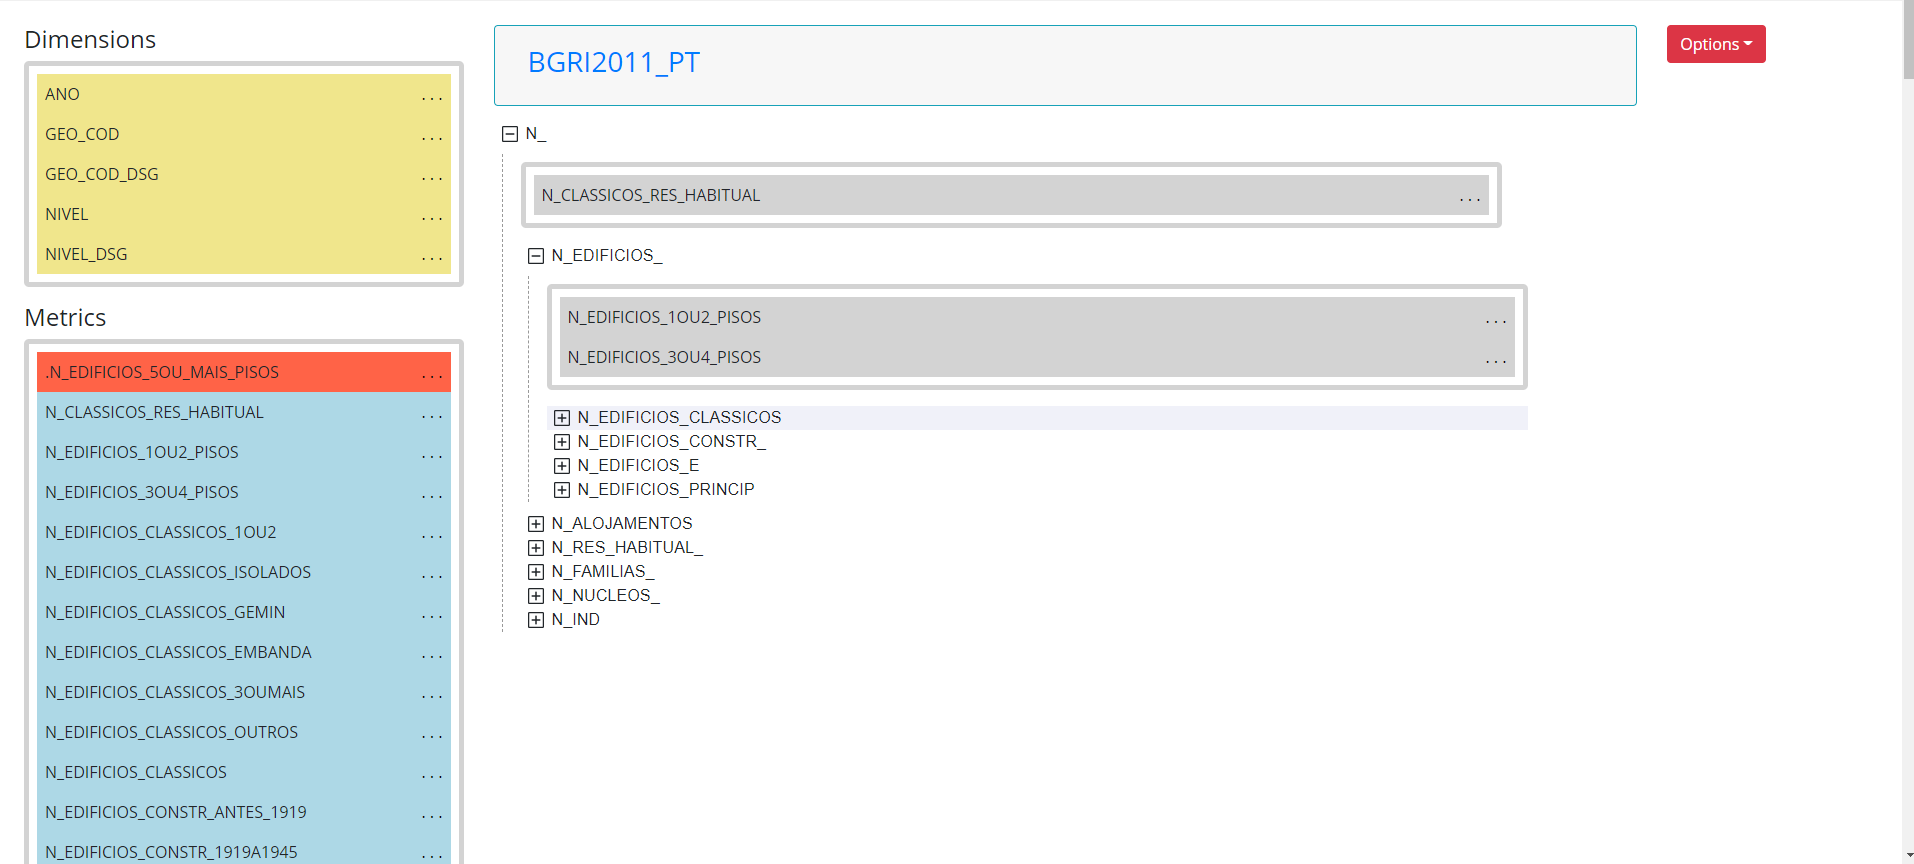 Dimensions
ANO ...
GEO_COD ...
GEO_COD_DSG ...
NIVEL ...
NIVEL_DSG ...
Metrics
.N_EDIFICIOS_5OU_MAIS_PISOS ...
N_CLASSICOS_RES_HABITUAL ...
N_EDIFICIOS_1OU2_PISOS ...
N_EDIFICIOS_3OU4_PISOS ...
N_EDIFICIOS_CLASSICOS_1OU2 ...
N_EDIFICIOS_CLASSICOS_ISOLADOS ...
N_EDIFICIOS_CLASSICOS_GEMIN ...
N_EDIFICIOS_CLASSICOS_EMBANDA ...
N_EDIFICIOS_CLASSICOS_3OUMAIS ...
N_EDIFICIOS_CLASSICOS_OUTROS ...
N_EDIFICIOS_CLASSICOS ...
N_EDIFICIOS_CONSTR_ANTES_1919 ...
N_EDIFICIOS_CONSTR_1919A1945 ...
BGRI2011_PT
N_
N_CLASSICOS_RES_HABITUAL ...
N_EDIFICIOS_
N_EDIFICIOS_1OU2_PISOS ...
N_EDIFICIOS_3OU4_PISOS ...
N_EDIFICIOS_CLASSICOS
N_EDIFICIOS_CONSTR_
N_EDIFICIOS_E
N_EDIFICIOS_PRINCIP
N_ALOJAMENTOS
N_RES_HABITUAL_
N_FAMILIAS_
N_NUCLEOS_
N_IND
Options